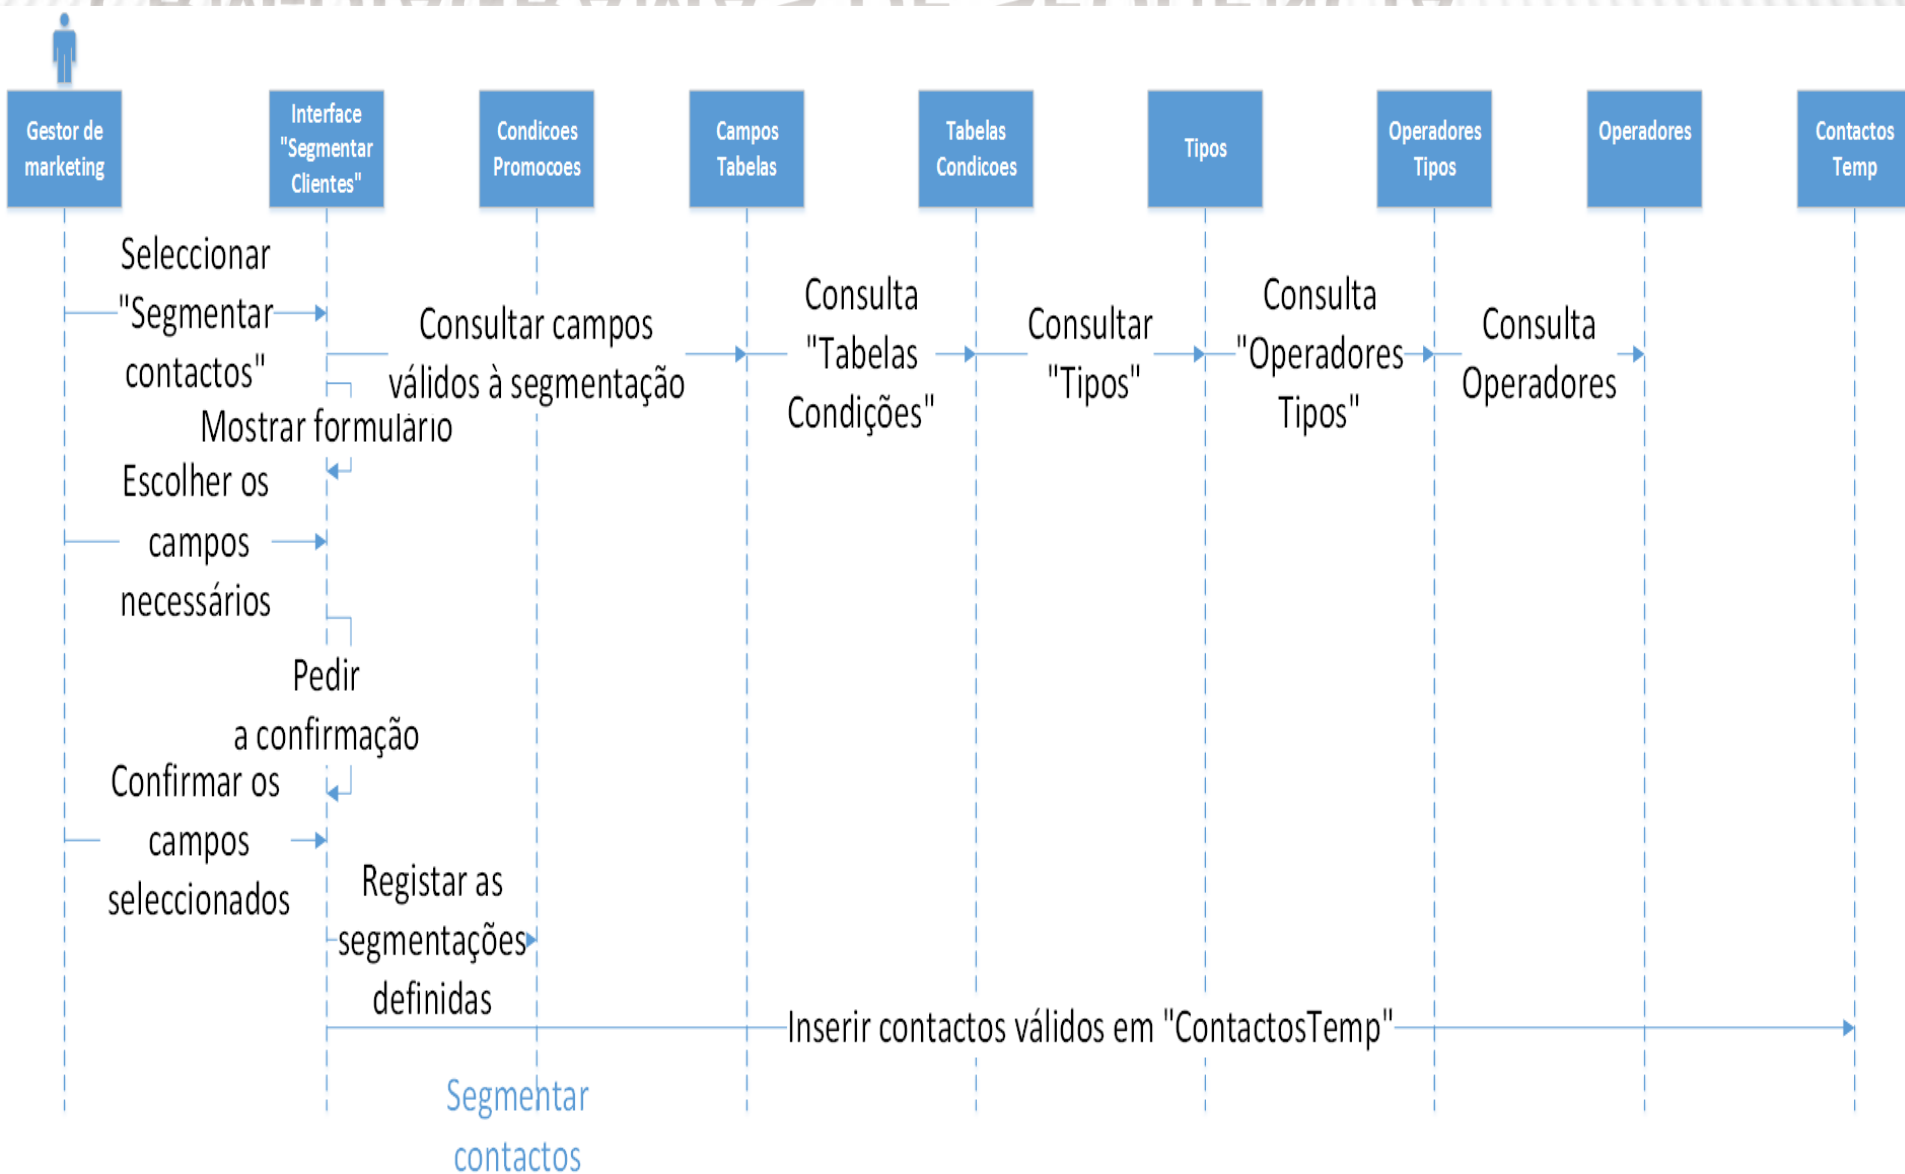 Gestor de
marketing
Interface
"Segmentar
Clientes"
Condicoes
Promocoes
Campos
Tabelas
Tabelas
Condicoes
Tipos
Operadores
Tipos
Operadores
Contactos
Temp
Seleccionar
"Segmentar
contactos"
Consultar campos
válidos à segmentação
Consulta
"Tabelas
Condições"
Consultar
"Tipos"
Consulta
"Operadores
Tipos"
Consulta
Operadores
Mostrar formulário
Escolher os
campos
necessários
Pedir
a confirmação
Confirmar os
campos
seleccionados
Registar as
segmentações
definidas
Inserir contactos válidos em "ContactosTemp"
Segmentar
contactos